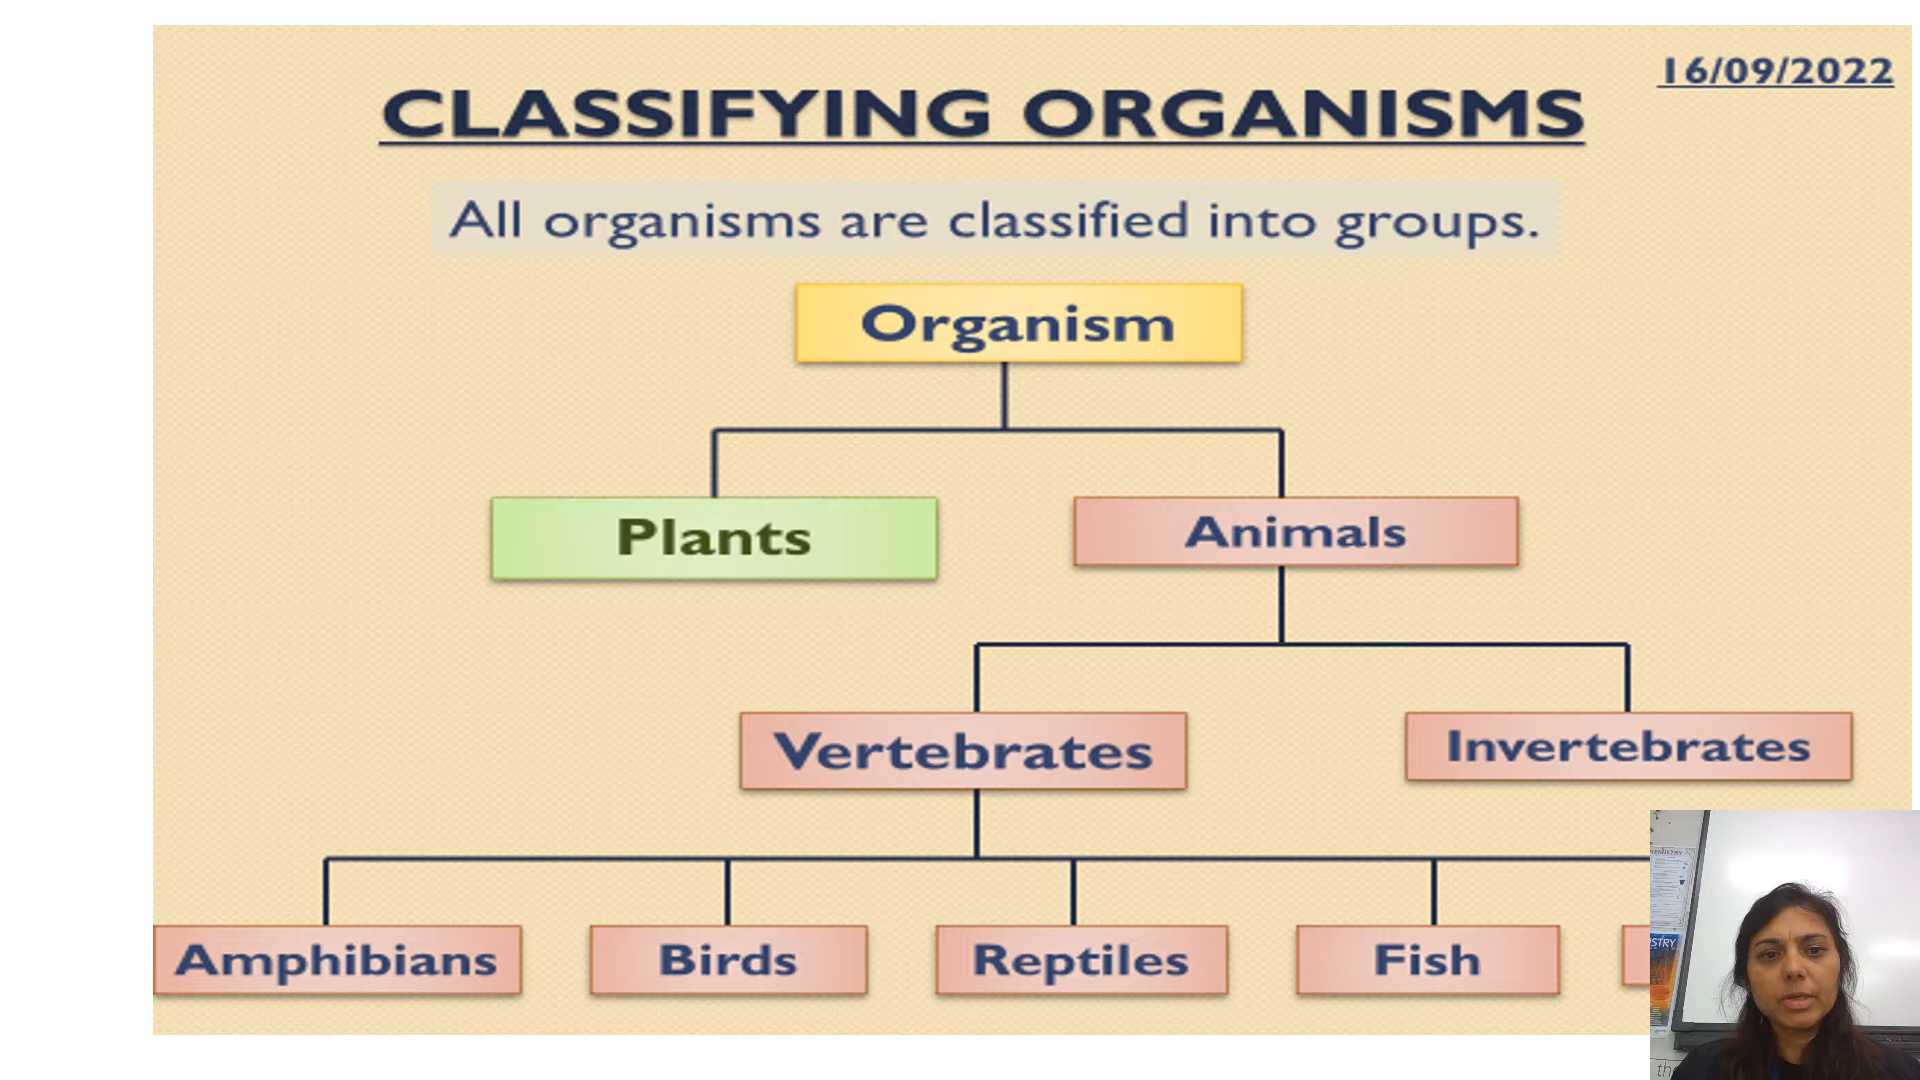 16/09/2022
CLASSIFYING ORGANISMS
All organisms are classified into groups.
Organism
Plants
Animals
Vertebrates
Invertebrates
Amphibians
Birds
Reptiles
Fish